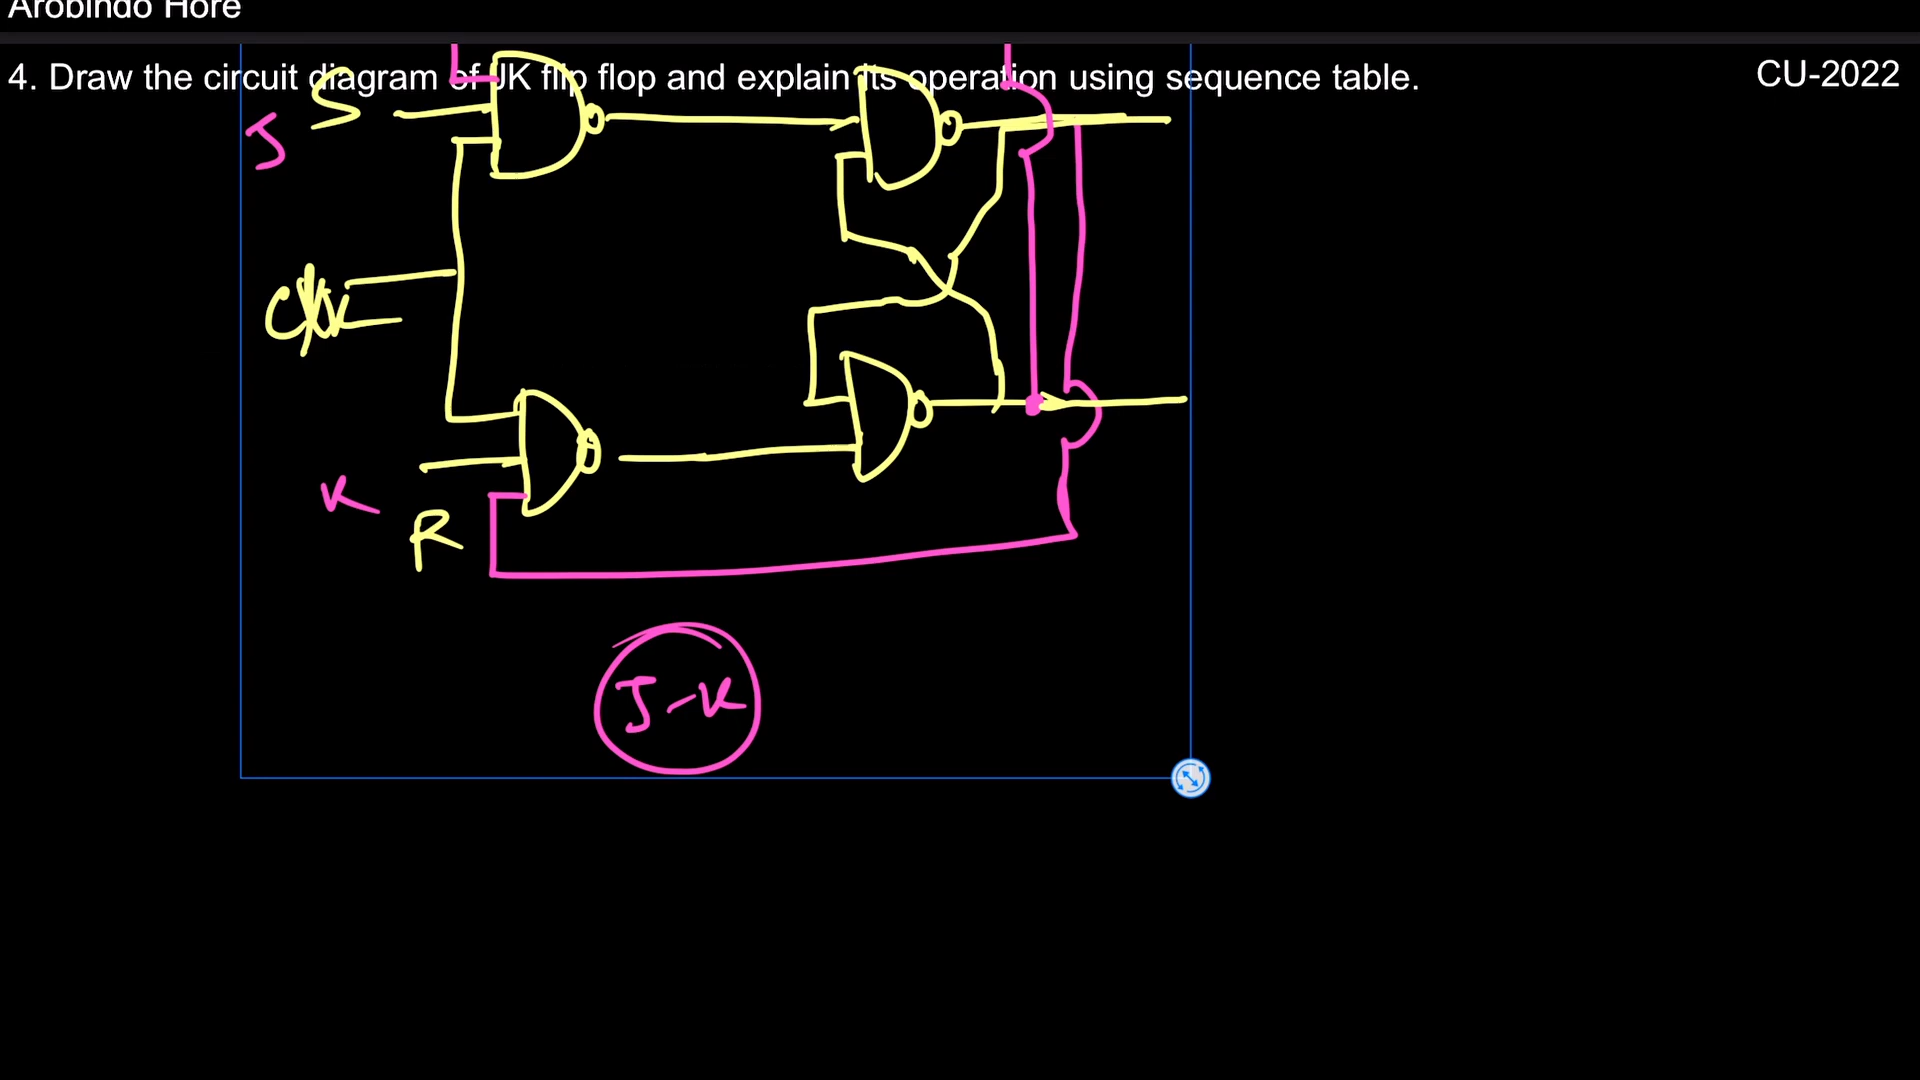 Arobindo Hore
4. Draw the circuit diagram of JK flip flop and explain its operation using sequence table. CU-2022
S
J
Clk
K
R
J-K